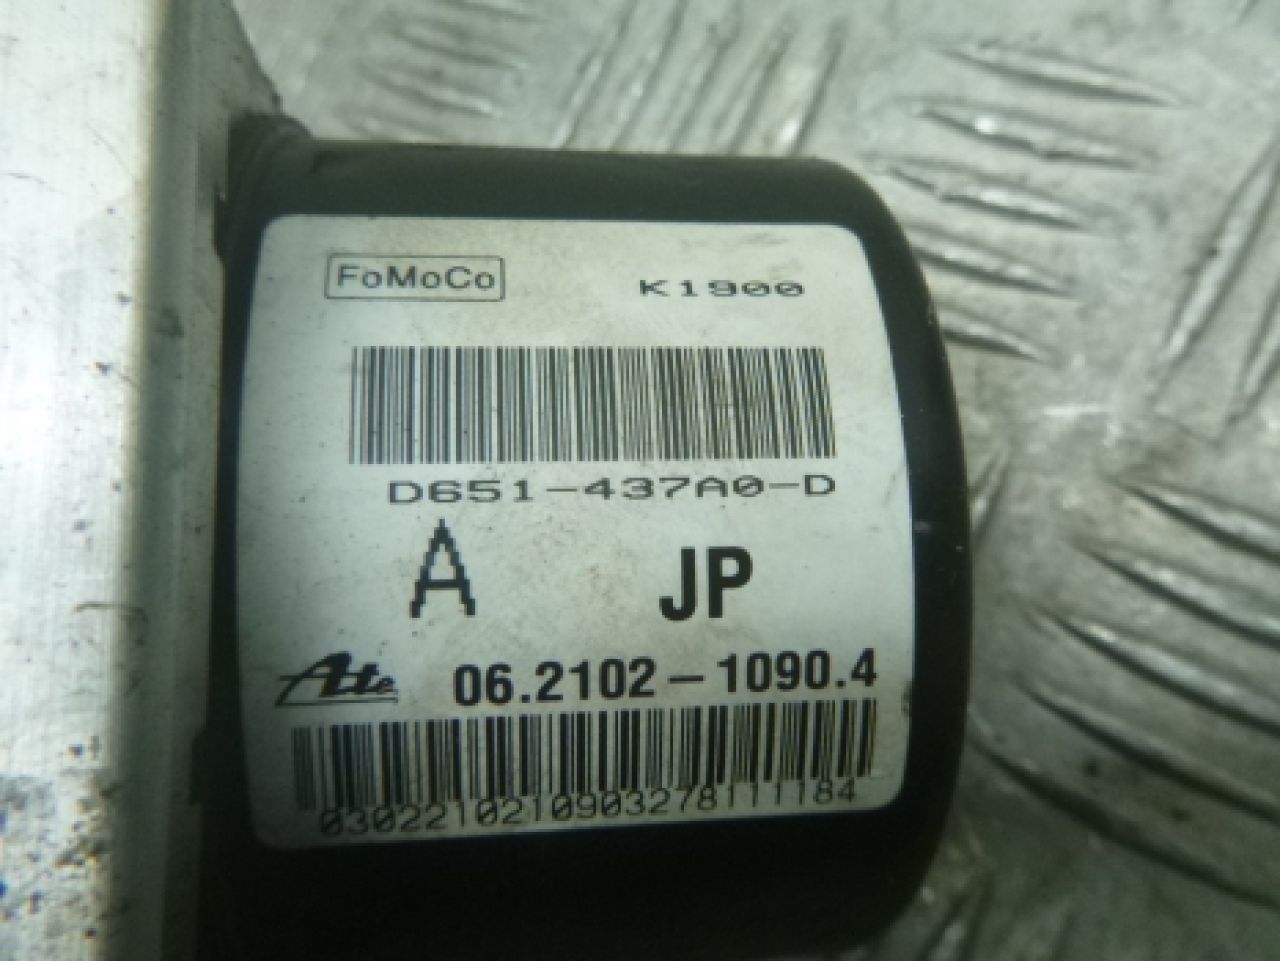 FoMoCo K1900
D651-437A0-D
A JP
Ate 06.2102-1090.4
0302210210903278111184